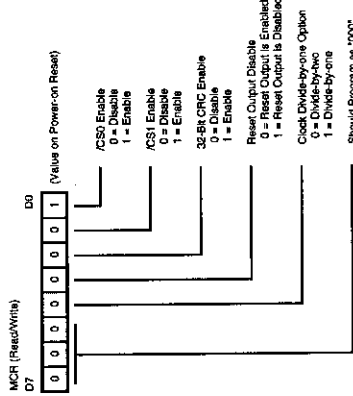 MCR (Read/Write)
D7 D0
0 0 0 0 0 0 0 1 (Value on Power-on Reset)
/CS0 Enable
0 = Disable
1 = Enable
/CS1 Enable
0 = Disable
1 = Enable
32-Bit CRC Enable
0 = Disable
1 = Enable
Reset Output Disable
0 = Reset Output is Enabled
1 = Reset Output is Disabled
Clock Divide-by-one Option
0 = Divide-by-two
1 = Divide-by-one
Should Program as "000"